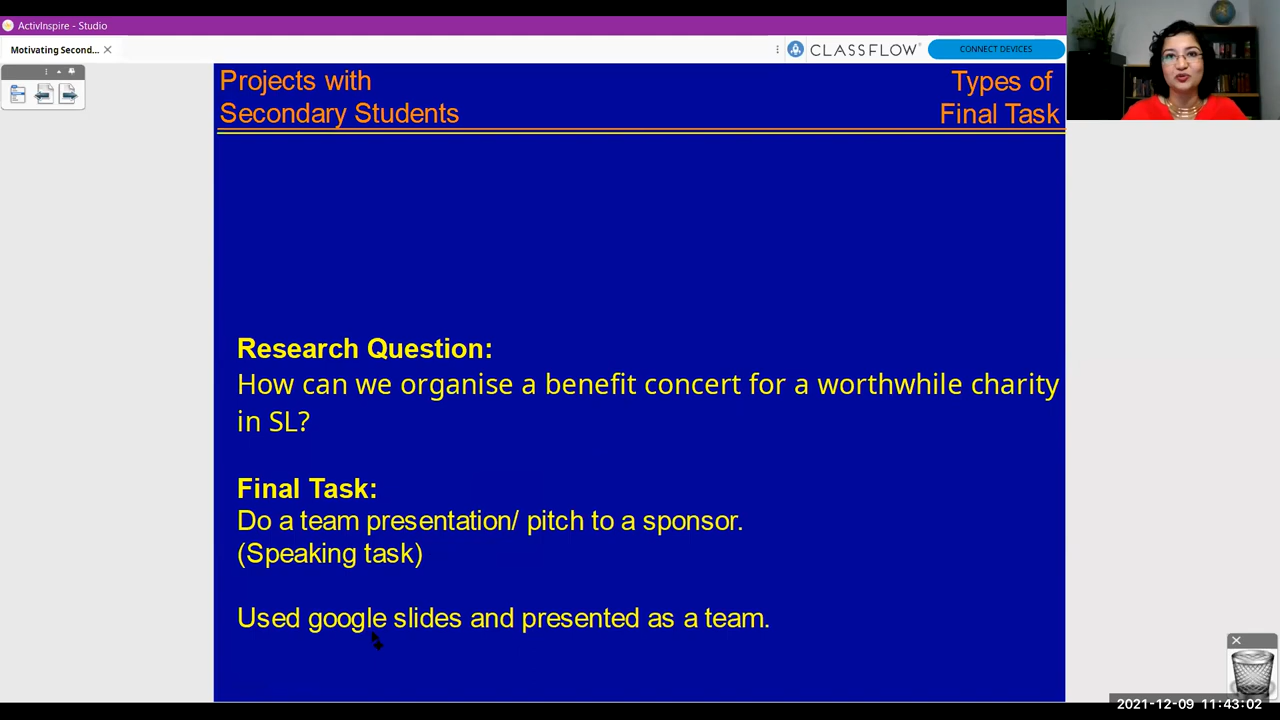 ActivInspire - Studio
Motivating Second...
CLASSFLOW
CONNECT DEVICES
Projects with
Secondary Students
Types of
Final Task
Research Question:
How can we organise a benefit concert for a worthwhile charity
in SL?
Final Task:
Do a team presentation/ pitch to a sponsor.
(Speaking task)
Used google slides and presented as a team.
2021-12-09 11:43:02